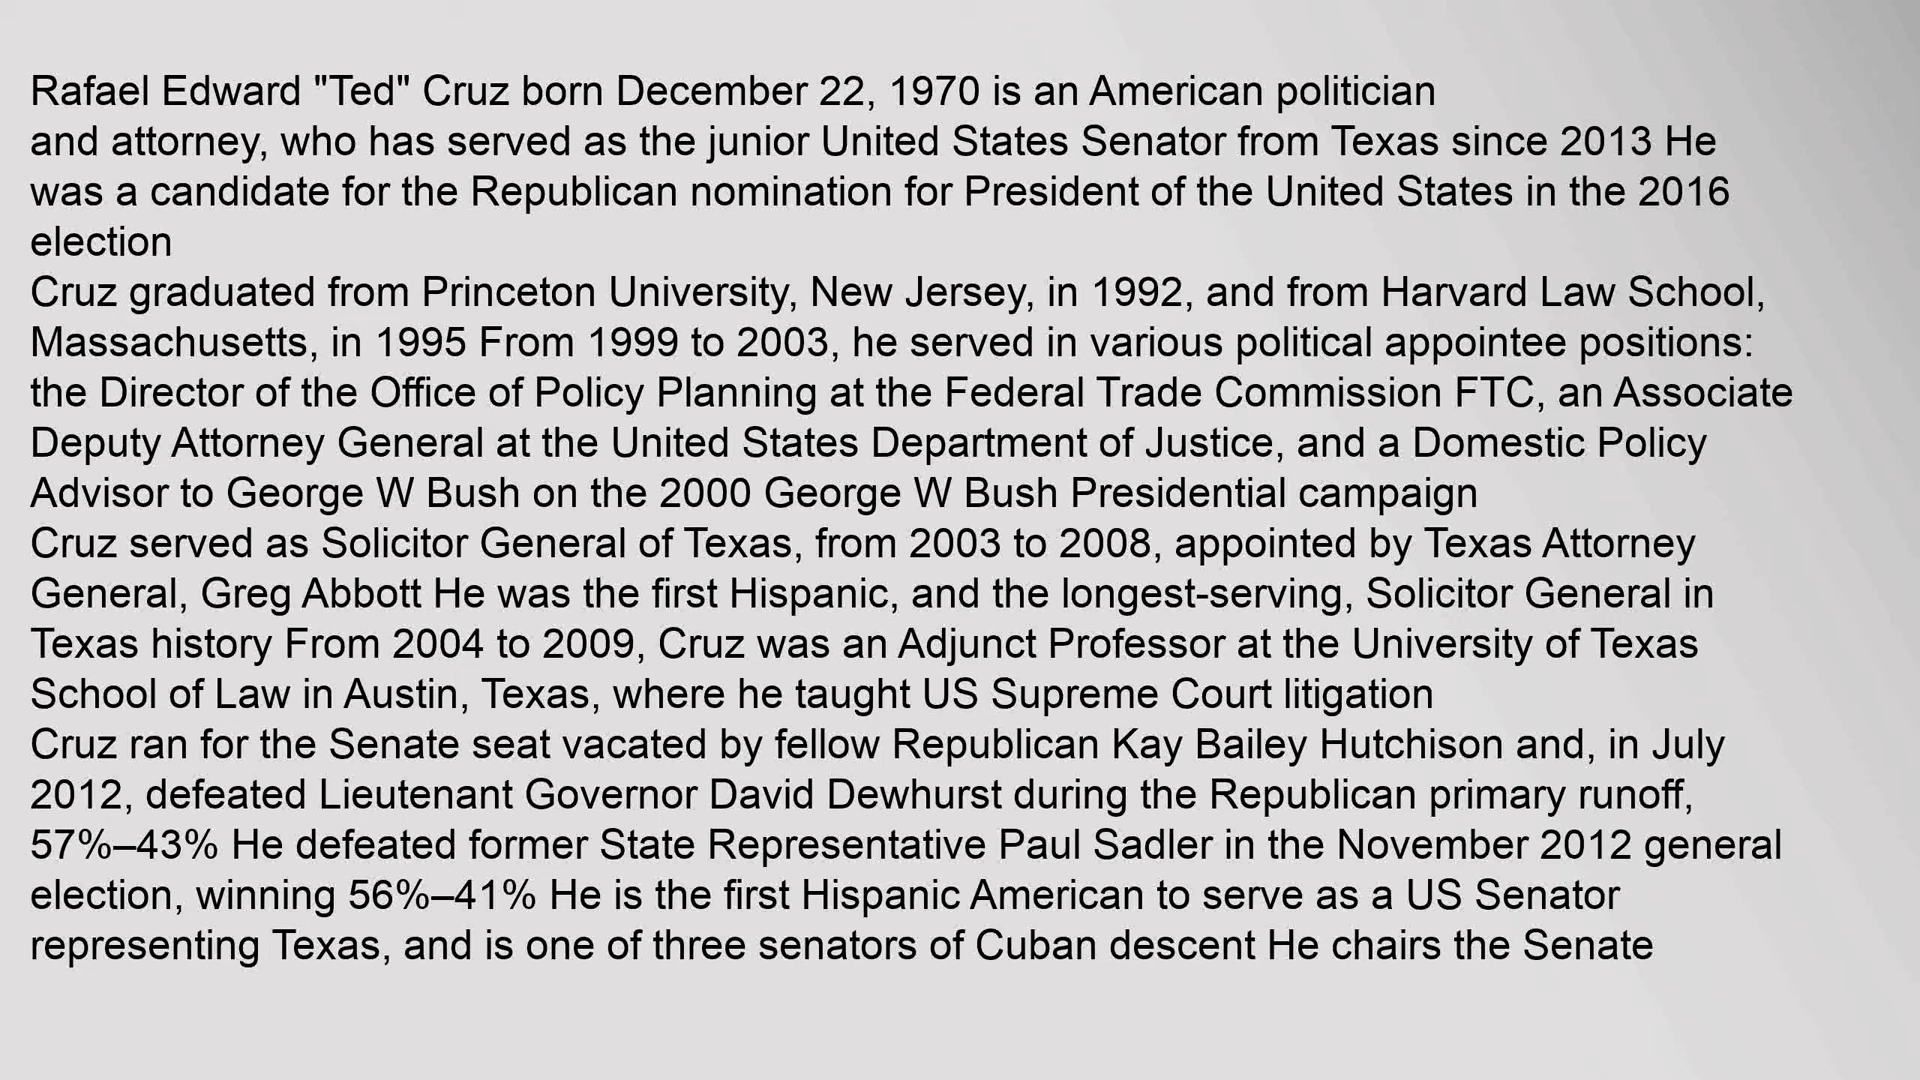 Rafael Edward "Ted" Cruz born December 22, 1970 is an American politician
and attorney, who has served as the junior United States Senator from Texas since 2013 He
was a candidate for the Republican nomination for President of the United States in the 2016
election
Cruz graduated from Princeton University, New Jersey, in 1992, and from Harvard Law School,
Massachusetts, in 1995 From 1999 to 2003, he served in various political appointee positions:
the Director of the Office of Policy Planning at the Federal Trade Commission FTC, an Associate
Deputy Attorney General at the United States Department of Justice, and a Domestic Policy
Advisor to George W Bush on the 2000 George W Bush Presidential campaign
Cruz served as Solicitor General of Texas, from 2003 to 2008, appointed by Texas Attorney
General, Greg Abbott He was the first Hispanic, and the longest-serving, Solicitor General in
Texas history From 2004 to 2009, Cruz was an Adjunct Professor at the University of Texas
School of Law in Austin, Texas, where he taught US Supreme Court litigation
Cruz ran for the Senate seat vacated by fellow Republican Kay Bailey Hutchison and, in July
2012, defeated Lieutenant Governor David Dewhurst during the Republican primary runoff,
57%–43% He defeated former State Representative Paul Sadler in the November 2012 general
election, winning 56%–41% He is the first Hispanic American to serve as a US Senator
representing Texas, and is one of three senators of Cuban descent He chairs the Senate